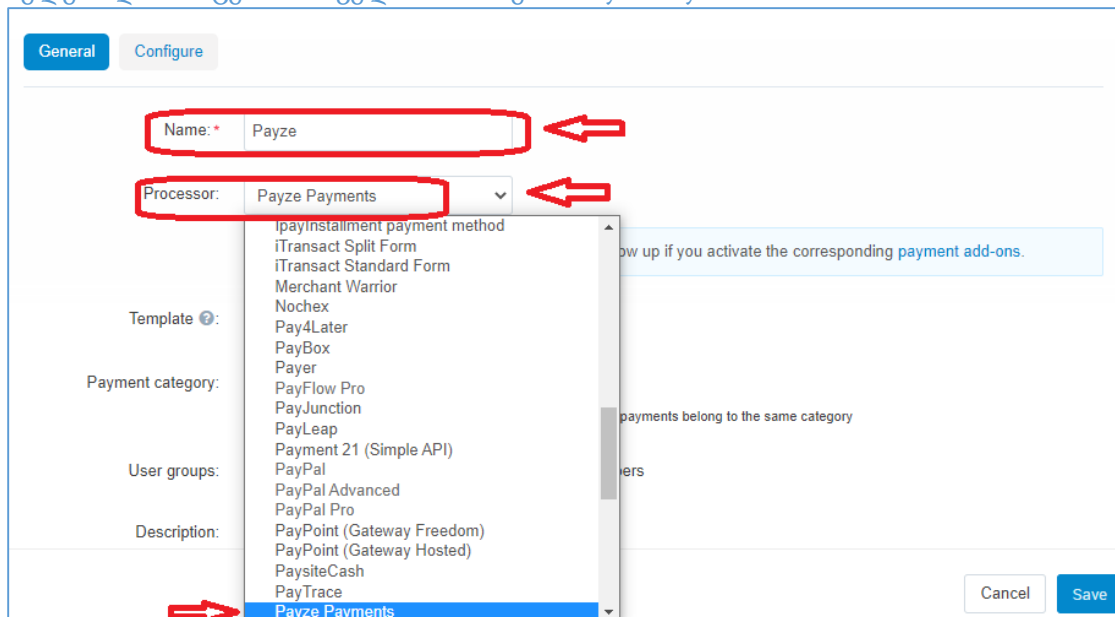 General Configure
Name:* Payze
Processor: Payze Payments
IpayInstallment payment method
iTransact Split Form
iTransact Standard Form
Merchant Warrior
Nochex
Pay4Later
PayBox
Payer
PayFlow Pro
PayJunction
PayLeap
Payment 21 (Simple API)
PayPal
PayPal Advanced
PayPal Pro
PayPoint (Gateway Freedom)
PayPoint (Gateway Hosted)
PaysiteCash
PayTrace
Payze Payments
up if you activate the corresponding payment add-ons.
Template ?:
Payment category:
payments belong to the same category
User groups:
Description:
Cancel Save